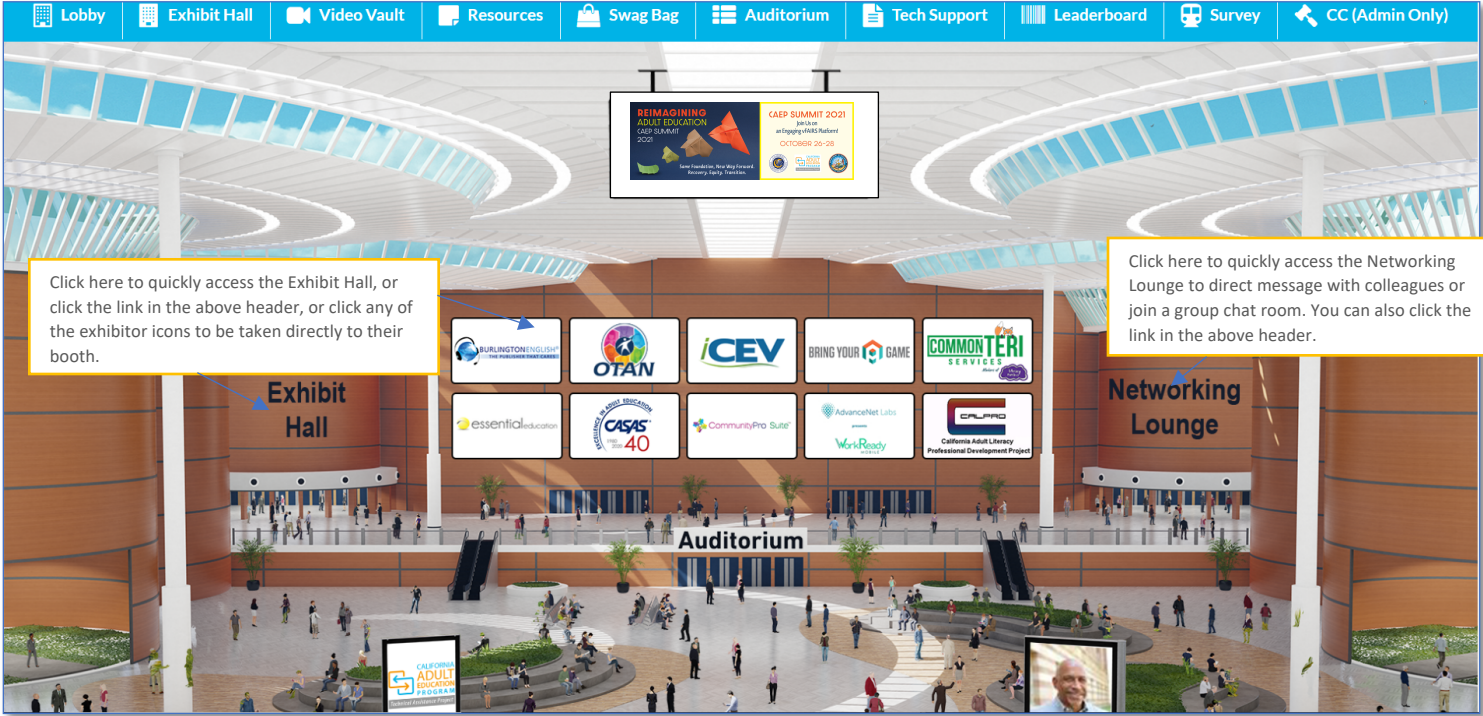 Lobby
Exhibit Hall
Video Vault
Resources
Swag Bag
Auditorium
Tech Support
Leaderboard
Survey
CC (Admin Only)
REIMAGINING
ADULT EDUCATION
CAEP SUMMIT
2021
Same Foundation, New Way Forward.
Recovery. Equity. Transition.
CAEP SUMMIT 2021
Join Us on
an Engaging vFAIRS Platform!
OCTOBER 26-28
Click here to quickly access the Exhibit Hall, or
click the link in the above header, or click any of
the exhibitor icons to be taken directly to their
booth.
Click here to quickly access the Networking
Lounge to direct message with colleagues or
join a group chat room. You can also click the
link in the above header.
BURLINGTONENGLISH®
THE PUBLISHER THAT CARES
OTAN
iCEV
BRING YOUR GAME
COMMON TERI
SERVICES
essentialeducation
EXCELLENCE IN ADULT EDUCATION
CASAS
40
CommunityPro Suite
AdvanceNet Labs
presents
WorkReady
MOBILE
CALPRO
California Adult Literacy
Professional Development Project
Exhibit
Hall
Networking
Lounge
Auditorium
CALIFORNIA
ADULT
EDUCATION
PROGRAM
Technical Assistance Project